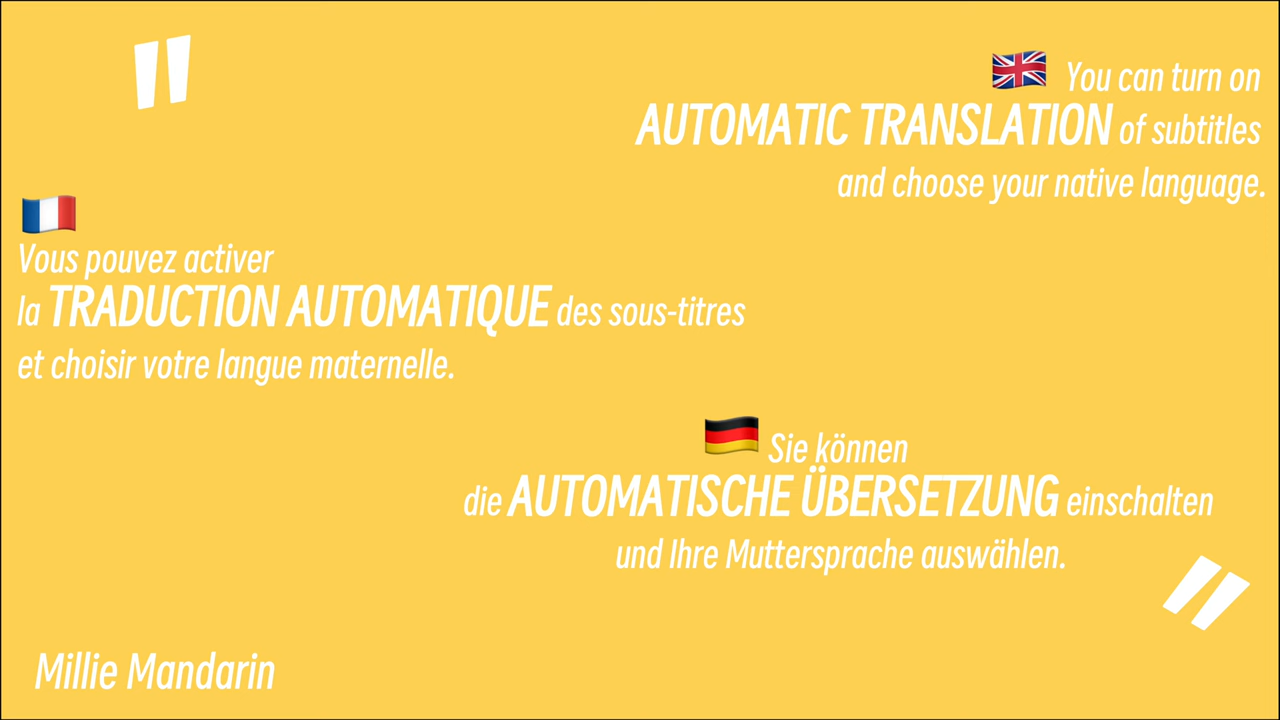 "
🇬🇧 You can turn on
AUTOMATIC TRANSLATION of subtitles
and choose your native language.
🇫🇷
Vous pouvez activer
la TRADUCTION AUTOMATIQUE des sous-titres
et choisir votre langue maternelle.
🇩🇪 Sie können
die AUTOMATISCHE ÜBERSETZUNG einschalten
und Ihre Muttersprache auswählen.
"
Millie Mandarin